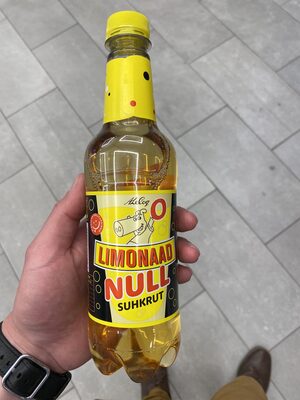 A. Le Coq
LIMONAAD
NULL
SUHKRUT